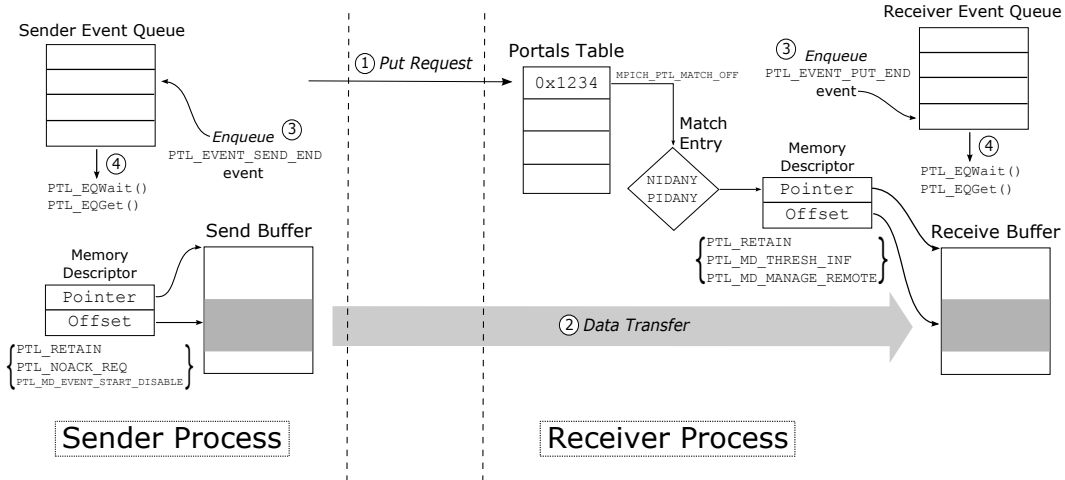 Sender Event Queue
③ Enqueue
PTL_EVENT_SEND_END
event
④
PTL_EQWait()
PTL_EQGet()
Send Buffer
Memory
Descriptor
Pointer
Offset
PTL_RETAIN
PTL_NOACK_REQ
PTL_MD_EVENT_START_DISABLE
Sender Process
① Put Request
② Data Transfer
Portals Table
0x1234
MPICH_PTL_MATCH_OFF
Match
Entry
NIDANY
PIDANY
Memory
Descriptor
Pointer
Offset
PTL_RETAIN
PTL_MD_THRESH_INF
PTL_MD_MANAGE_REMOTE
Receiver Event Queue
③ Enqueue
PTL_EVENT_PUT_END
event
④
PTL_EQWait()
PTL_EQGet()
Receive Buffer
Receiver Process